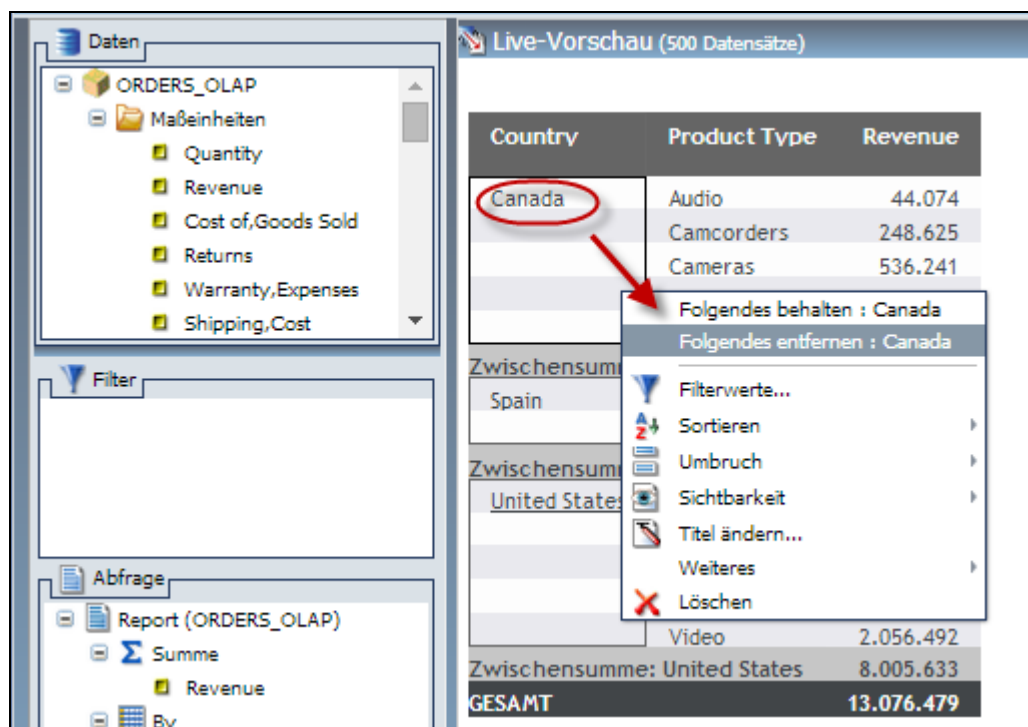 Daten
ORDERS_OLAP
Maßeinheiten
Quantity
Revenue
Cost of,Goods Sold
Returns
Warranty,Expenses
Shipping,Cost
Filter
Abfrage
Report (ORDERS_OLAP)
Summe
Revenue
By
Live-Vorschau (500 Datensätze)
Country Product Type Revenue
Canada Audio 44.074
Camcorders 248.625
Cameras 536.241
Folgendes behalten : Canada
Folgendes entfernen : Canada
Filterwerte...
Sortieren
Umbruch
Sichtbarkeit
Titel ändern...
Weiteres
Löschen
Spain
Video 2.056.492
Zwischensumme: United States 8.005.633
GESAMT 13.076.479